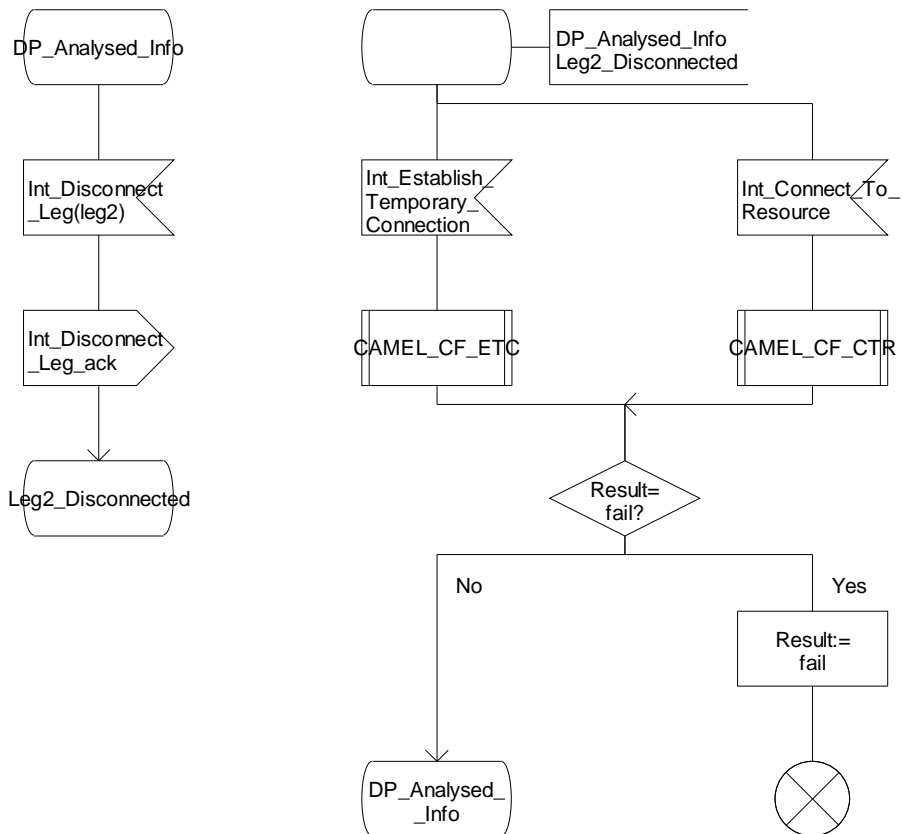 DP_Analysed_Info
Int_Disconnect
_Leg(leg2)
Int_Disconnect
_Leg_ack
Leg2_Disconnected
DP_Analysed_Info
Leg2_Disconnected
Int_Establish_
Temporary_
Connection
Int_Connect_To_
Resource
CAMEL_CF_ETC
CAMEL_CF_CTR
Result=
fail?
No
Yes
Result:=
fail
DP_Analysed_
_Info